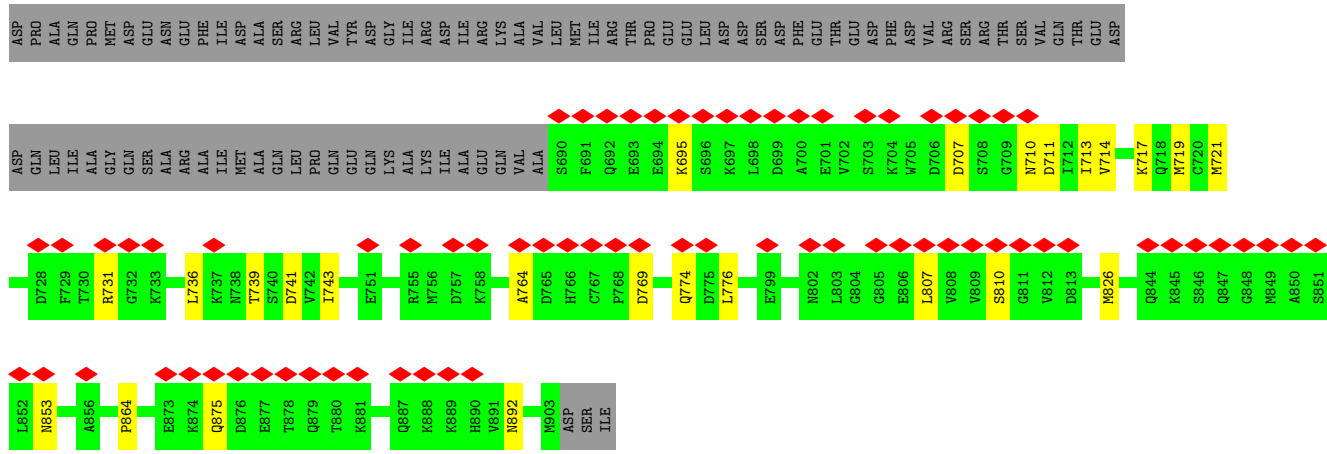 ASP PRO ALA GLN PRO MET ASP GLU ASN GLU PHE ILE ASP ALA SER ARG LEU VAL TYR ASP GLY ILE ARG ASP ILE ARG LYS ALA VAL LEU MET ILE ARG THR PRO GLU GLU LEU ASP ASP SER ASP PHE GLU THR GLU ASP PHE ASP VAL ARG SER ARG THR SER VAL GLN THR GLU ASP
ASP GLN LEU ILE ALA GLY GLN SER ALA ARG ALA ILE MET ALA GLN LEU PRO GLN GLU GLN LYS ALA LYS ILE ALA GLU GLN VAL ALA S690 F691 Q692 E693 E694 K695 S696 K697 L698 D699 A700 E701 V702 S703 K704 W705 D706 D707 S708 G709 N710 D711 I712 I713 V714 K717 Q718 M719 C720 M721
D728 F729 T730 R731 G732 K733 L736 K737 N738 T739 S740 D741 V742 I743 E751 R755 M756 D757 K758 A764 D765 H766 C767 P768 D769 Q774 D775 L776 E799 N802 L803 G804 G805 E806 L807 V808 V809 S810 G811 V812 D813 M826 Q844 K845 S846 Q847 G848 M849 A850 S851
L852 N853 A856 P864 E873 K874 Q875 D876 E877 T878 Q879 T880 K881 Q887 K888 K889 H890 V891 N892 M903 ASP SER ILE